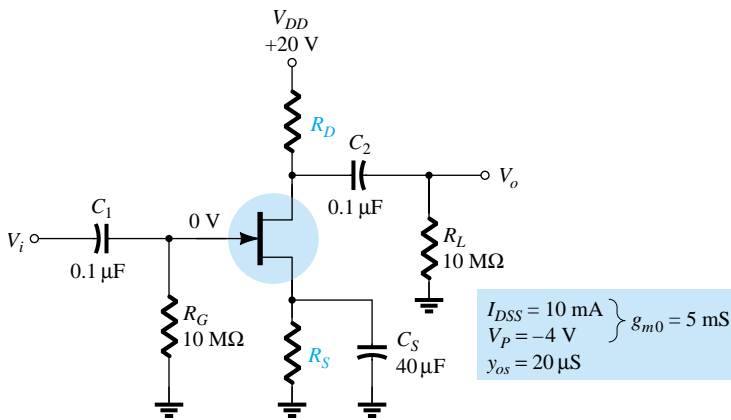 V_DD
+20 V
R_D
C_2
V_o
0.1 μF
C_1
0 V
V_i
0.1 μF
R_L
10 MΩ
R_G
10 MΩ
R_S
C_S
40 μF
I_DSS = 10 mA
V_P = –4 V
g_m0 = 5 mS
y_os = 20 μS